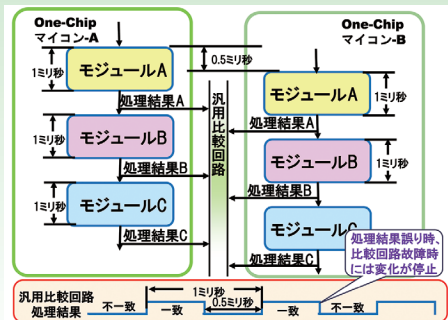 One-Chip
マイコン-A
One-Chip
マイコン-B
0.5ミリ秒
1ミリ秒
モジュールA
モジュールA
1ミリ秒
処理結果A
処理結果A
汎用比較回路
1ミリ秒
モジュールB
モジュールB
1ミリ秒
処理結果B
処理結果B
1ミリ秒
モジュールC
モジュールC
処理結果C
処理結果C
処理結果誤り時、
比較回路故障時
には変化が停止
汎用比較回路
処理結果
1ミリ秒
0.5ミリ秒
不一致
一致
一致
不一致